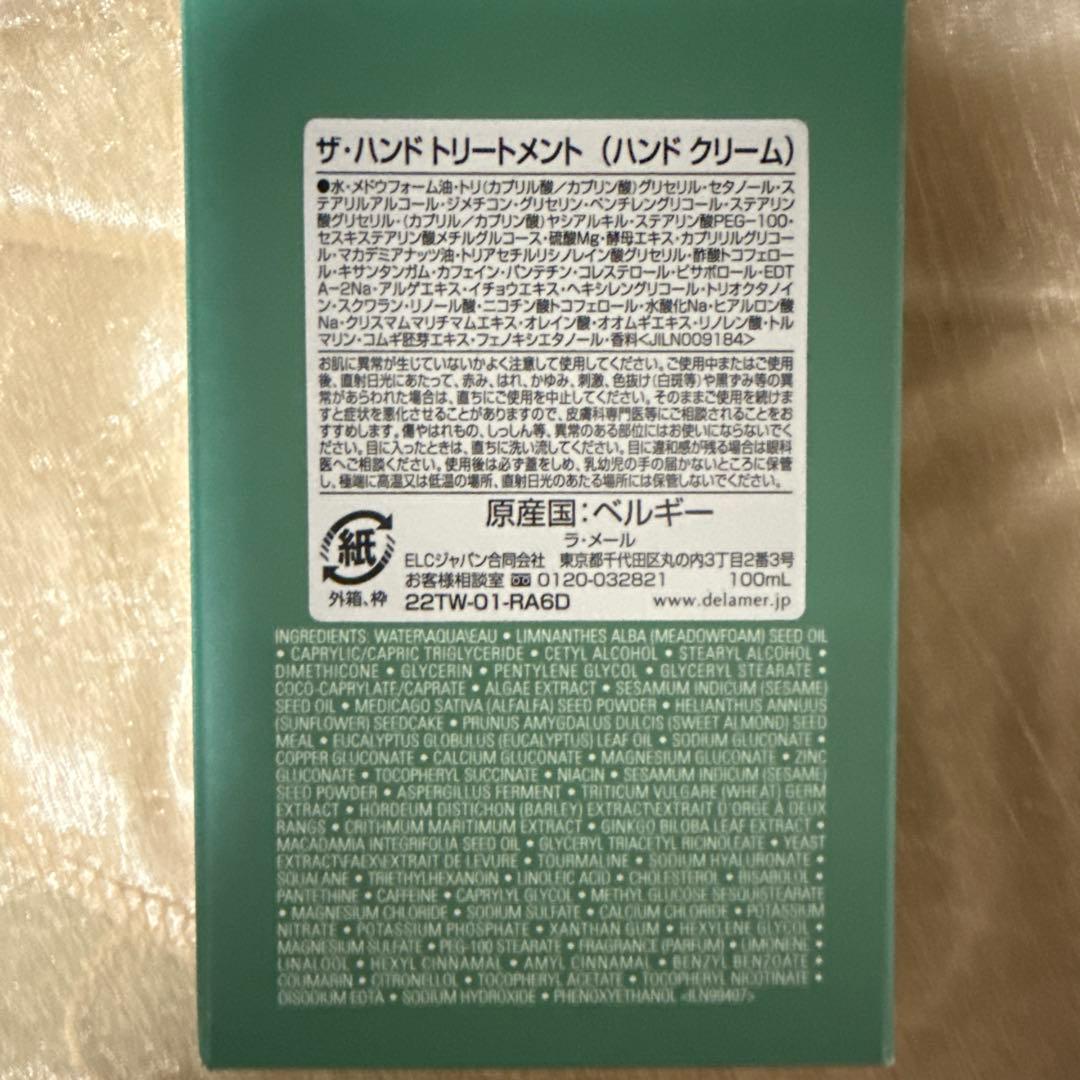 ザ・ハンド トリートメント（ハンド クリーム）
●水・メドウフォーム油・トリ(カプリル酸／カプリン酸)グリセリル・セタノール・ス
テアリルアルコール・ジメチコン・グリセリン・ペンチレングリコール・ステアリン
酸グリセリル・(カプリル／カプリン酸)ヤシアルキル・ステアリン酸PEG−100・
セスキステアリン酸メチルグルコース・硫酸Mg・酵母エキス・カプリリルグリコー
ル・マカデミアナッツ油・トリアセチルリシノレイン酸グリセリル・酢酸トコフェロー
ル・キサンタンガム・カフェイン・パンテチン・コレステロール・ビサボロール・EDT
A−2Na・アルゲエキス・イチョウエキス・ヘキシレングリコール・トリオクタノイ
ン・スクワラン・リノール酸・ニコチン酸トコフェロール・水酸化Na・ヒアルロン酸
Na・クリスマムマリチマムエキス・オレイン酸・オオムギエキス・リノレン酸・トル
マリン・コムギ胚芽エキス・フェノキシエタノール・香料<JILN009184>
お肌に異常が生じていないかよく注意して使用してください。ご使用中またはご使用
後、直射日光にあたって、赤み、はれ、かゆみ、刺激、色抜け(白斑等)や黒ずみ等の異
常があらわれた場合は、直ちにご使用を中止してください。そのままご使用を続けま
すと症状を悪化させることがありますので、皮膚科専門医等にご相談されることをお
すすめします。傷やはれもの、しっしん等、異常のある部位にはお使いにならないでく
ださい。目に入ったときは、直ちに洗い流してください。目に違和感が残る場合は眼科
医へご相談ください。使用後は必ず蓋をしめ、乳幼児の手の届かないところに保管
し、極端に高温又は低温の場所、直射日光のあたる場所には保管しないでください。
原産国：ベルギー
ラ・メール
紙
ELCジャパン合同会社 東京都千代田区丸の内3丁目2番3号
お客様相談室 0120-032821 100mL
外箱、枠 22TW-01-RA6D www.delamer.jp
INGREDIENTS: WATER\AQUA\EAU • LIMNANTHES ALBA (MEADOWFOAM) SEED OIL
• CAPRYLIC/CAPRIC TRIGLYCERIDE • CETYL ALCOHOL • STEARYL ALCOHOL •
DIMETHICONE • GLYCERIN • PENTYLENE GLYCOL • GLYCERYL STEARATE •
COCO-CAPRYLATE/CAPRATE • ALGAE EXTRACT • SESAMUM INDICUM (SESAME)
SEED OIL • MEDICAGO SATIVA (ALFALFA) SEED POWDER • HELIANTHUS ANNUUS
(SUNFLOWER) SEEDCAKE • PRUNUS AMYGDALUS DULCIS (SWEET ALMOND) SEED
MEAL • EUCALYPTUS GLOBULUS (EUCALYPTUS) LEAF OIL • SODIUM GLUCONATE •
COPPER GLUCONATE • CALCIUM GLUCONATE • MAGNESIUM GLUCONATE • ZINC
GLUCONATE • TOCOPHERYL SUCCINATE • NIACIN • SESAMUM INDICUM (SESAME)
SEED POWDER • ASPERGILLUS FERMENT • TRITICUM VULGARE (WHEAT) GERM
EXTRACT • HORDEUM DISTICHON (BARLEY) EXTRACT\EXTRAIT D'ORGE À DEUX
RANGS • CRITHMUM MARITIMUM EXTRACT • GINKGO BILOBA LEAF EXTRACT •
MACADAMIA INTEGRIFOLIA SEED OIL • GLYCERYL TRIACETYL RICINOLEATE • YEAST
EXTRACT\FAEX\EXTRAIT DE LEVURE • TOURMALINE • SODIUM HYALURONATE •
SQUALANE • TRIETHYLHEXANOIN • LINOLEIC ACID • CHOLESTEROL • BISABOLOL •
PANTETHINE • CAFFEINE • CAPRYLYL GLYCOL • METHYL GLUCOSE SESQUISTEARATE
• MAGNESIUM CHLORIDE • SODIUM SULFATE • CALCIUM CHLORIDE • POTASSIUM
NITRATE • POTASSIUM PHOSPHATE • XANTHAN GUM • HEXYLENE GLYCOL •
MAGNESIUM SULFATE • PEG-100 STEARATE • FRAGRANCE (PARFUM) • LIMONENE •
LINALOOL • HEXYL CINNAMAL • AMYL CINNAMAL • BENZYL BENZOATE •
COUMARIN • CITRONELLOL • TOCOPHERYL ACETATE • TOCOPHERYL NICOTINATE •
DISODIUM EDTA • SODIUM HYDROXIDE • PHENOXYETHANOL <ILN99407>